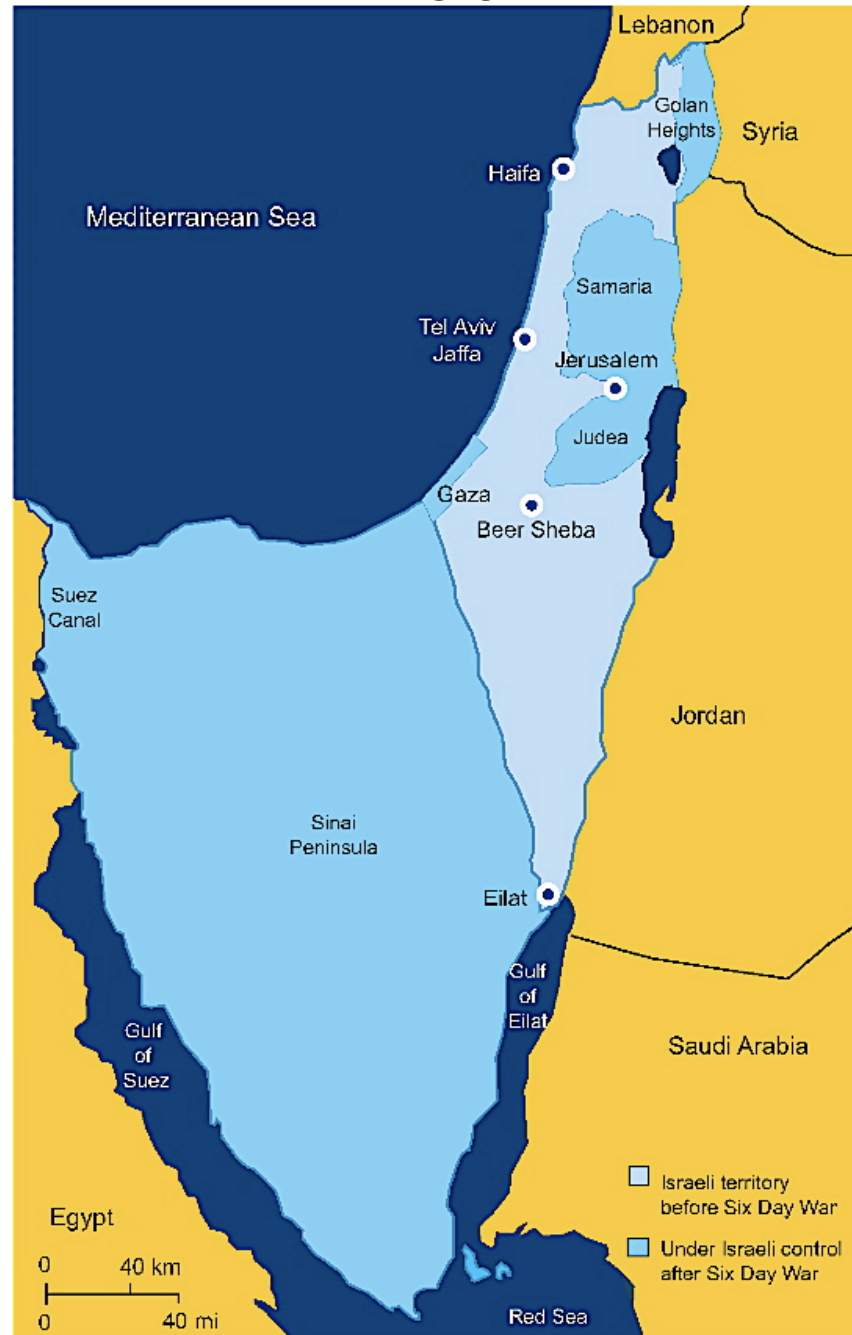 Lebanon
Golan
Heights
Syria
Haifa
Mediterranean Sea
Samaria
Tel Aviv
Jaffa
Jerusalem
Judea
Gaza
Beer Sheba
Suez
Canal
Jordan
Sinai
Peninsula
Eilat
Gulf
of
Eilat
Gulf
of
Suez
Saudi Arabia
Israeli territory
before Six Day War
Under Israeli control
after Six Day War
Egypt
0 40 km
0 40 mi
Red Sea